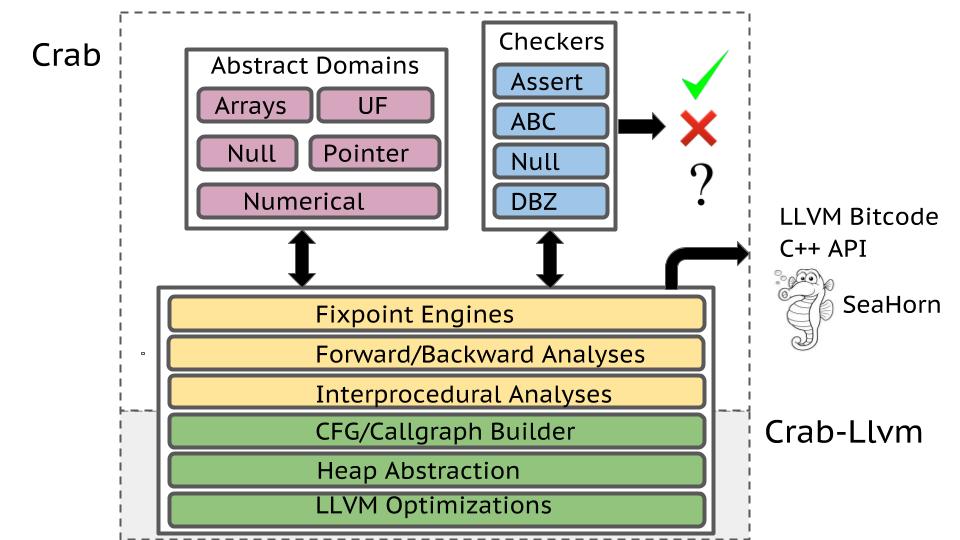 Crab
Abstract Domains
Arrays
UF
Null
Pointer
Numerical
Checkers
Assert
ABC
Null
DBZ
?
LLVM Bitcode
C++ API
SeaHorn
Fixpoint Engines
Forward/Backward Analyses
Interprocedural Analyses
CFG/Callgraph Builder
Heap Abstraction
LLVM Optimizations
Crab-Llvm